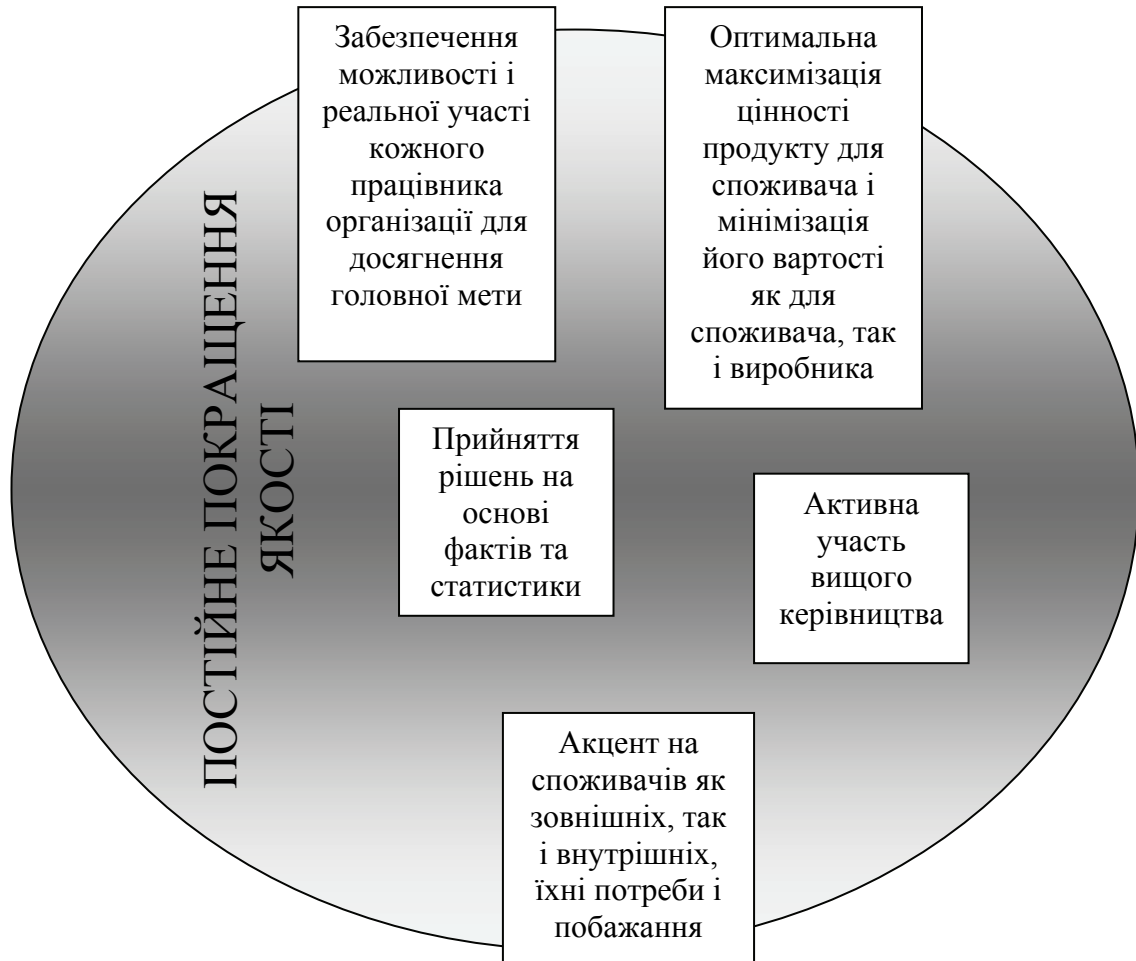 Забезпечення
можливості і
реальної участі
кожного
працівника
організації для
досягнення
головної мети
Оптимальна
максимізація
цінності
продукту для
споживача і
мінімізація
його вартості
як для
споживача, так
і виробника
ПОСТІЙНЕ ПОКРАЩЕННЯ
ЯКОСТІ
Прийняття
рішень на
основі
фактів та
статистики
Активна
участь
вищого
керівництва
Акцент на
споживачів як
зовнішніх, так
і внутрішніх,
їхні потреби і
побажання